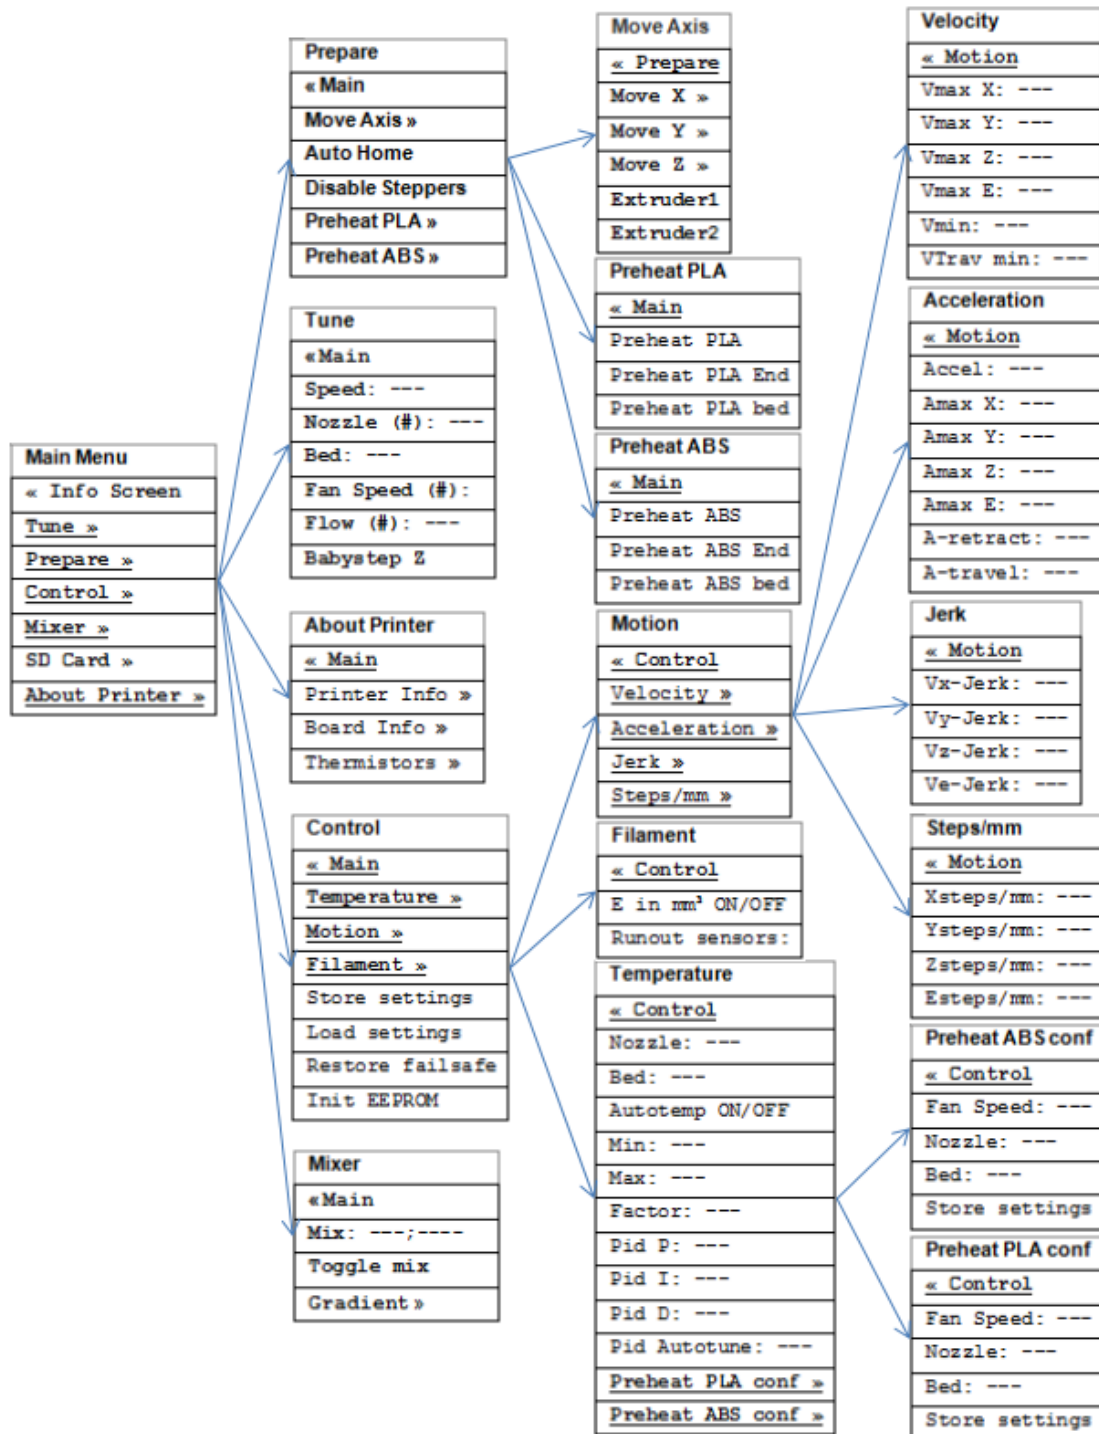 Main Menu
« Info Screen
Tune »
Prepare »
Control »
Mixer »
SD Card »
About Printer »
Prepare
« Main
Move Axis »
Auto Home
Disable Steppers
Preheat PLA »
Preheat ABS »
Tune
«Main
Speed: ---
Nozzle (#): ---
Bed: ---
Fan Speed (#):
Flow (#): ---
Babystep Z
About Printer
« Main
Printer Info »
Board Info »
Thermistors »
Control
« Main
Temperature »
Motion »
Filament »
Store settings
Load settings
Restore failsafe
Init EEPROM
Mixer
«Main
Mix: ---;----
Toggle mix
Gradient »
Move Axis
« Prepare
Move X »
Move Y »
Move Z »
Extruder1
Extruder2
Preheat PLA
« Main
Preheat PLA
Preheat PLA End
Preheat PLA bed
Preheat ABS
« Main
Preheat ABS
Preheat ABS End
Preheat ABS bed
Motion
« Control
Velocity »
Acceleration »
Jerk »
Steps/mm »
Filament
« Control
E in mm³ ON/OFF
Runout sensors:
Temperature
« Control
Nozzle: ---
Bed: ---
Autotemp ON/OFF
Min: ---
Max: ---
Factor: ---
Pid P: ---
Pid I: ---
Pid D: ---
Pid Autotune: ---
Preheat PLA conf »
Preheat ABS conf »
Velocity
« Motion
Vmax X: ---
Vmax Y: ---
Vmax Z: ---
Vmax E: ---
Vmin: ---
VTrav min: ---
Acceleration
« Motion
Accel: ---
Amax X: ---
Amax Y: ---
Amax Z: ---
Amax E: ---
A-retract: ---
A-travel: ---
Jerk
« Motion
Vx-Jerk: ---
Vy-Jerk: ---
Vz-Jerk: ---
Ve-Jerk: ---
Steps/mm
« Motion
Xsteps/mm: ---
Ysteps/mm: ---
Zsteps/mm: ---
Esteps/mm: ---
Preheat ABS conf
« Control
Fan Speed: ---
Nozzle: ---
Bed: ---
Store settings
Preheat PLA conf
« Control
Fan Speed: ---
Nozzle: ---
Bed: ---
Store settings